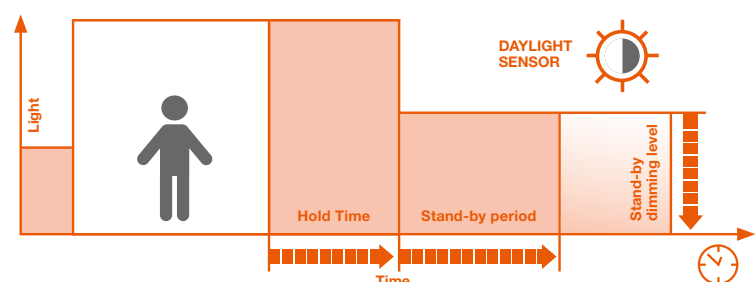 DAYLIGHT
SENSOR
Light
Hold Time
Stand-by period
Stand-by
dimming level
Time